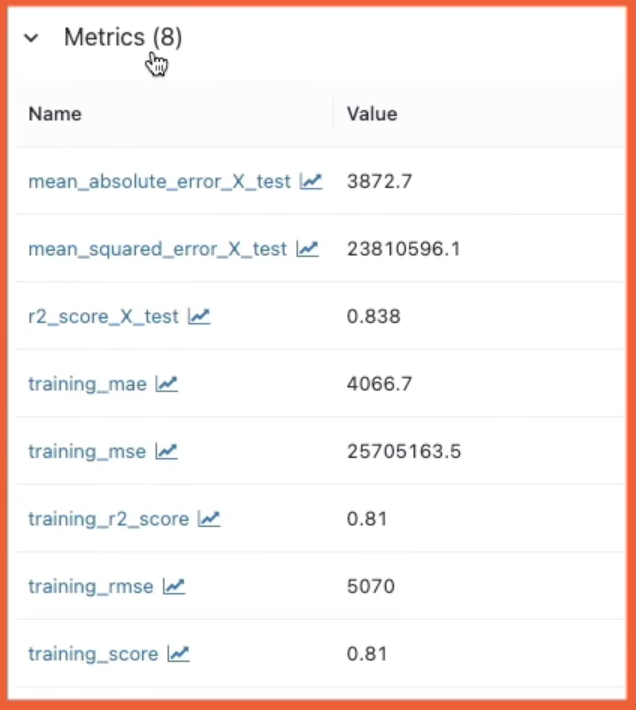 Metrics (8)
Name Value
mean_absolute_error_X_test 3872.7
mean_squared_error_X_test 23810596.1
r2_score_X_test 0.838
training_mae 4066.7
training_mse 25705163.5
training_r2_score 0.81
training_rmse 5070
training_score 0.81